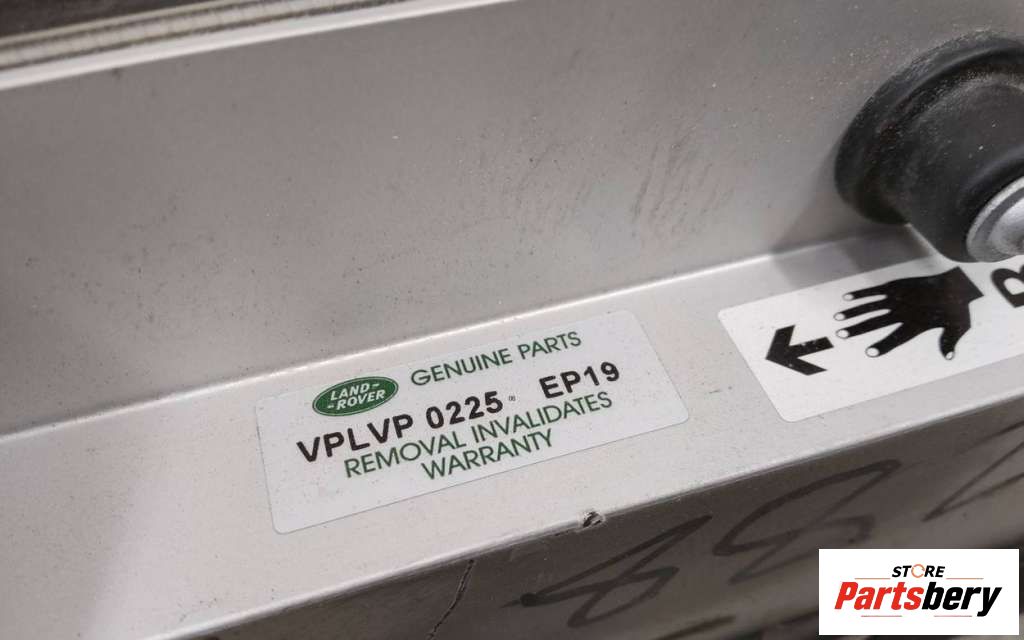 LAND-
-ROVER
GENUINE PARTS
VPLVP 0225 EP19
REMOVAL INVALIDATES
WARRANTY
STORE
Partsbery